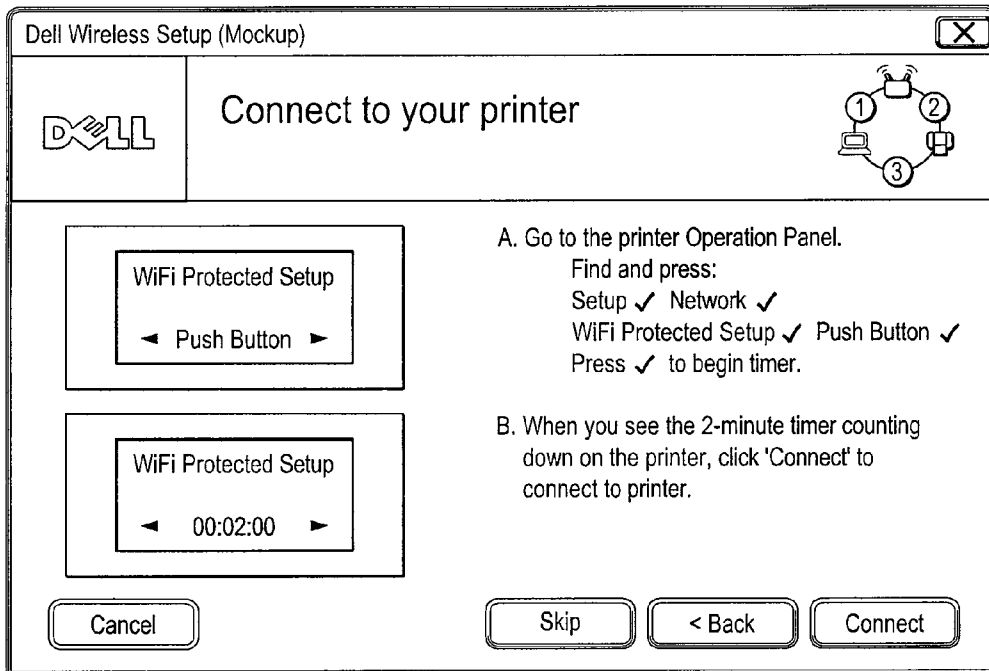 Dell Wireless Setup (Mockup)
X
DELL
Connect to your printer
1
2
3
WiFi Protected Setup
◄ Push Button ►
A. Go to the printer Operation Panel.
Find and press:
Setup ✓ Network ✓
WiFi Protected Setup ✓ Push Button ✓
Press ✓ to begin timer.
WiFi Protected Setup
◄ 00:02:00 ►
B. When you see the 2-minute timer counting
down on the printer, click 'Connect' to
connect to printer.
Cancel
Skip
< Back
Connect